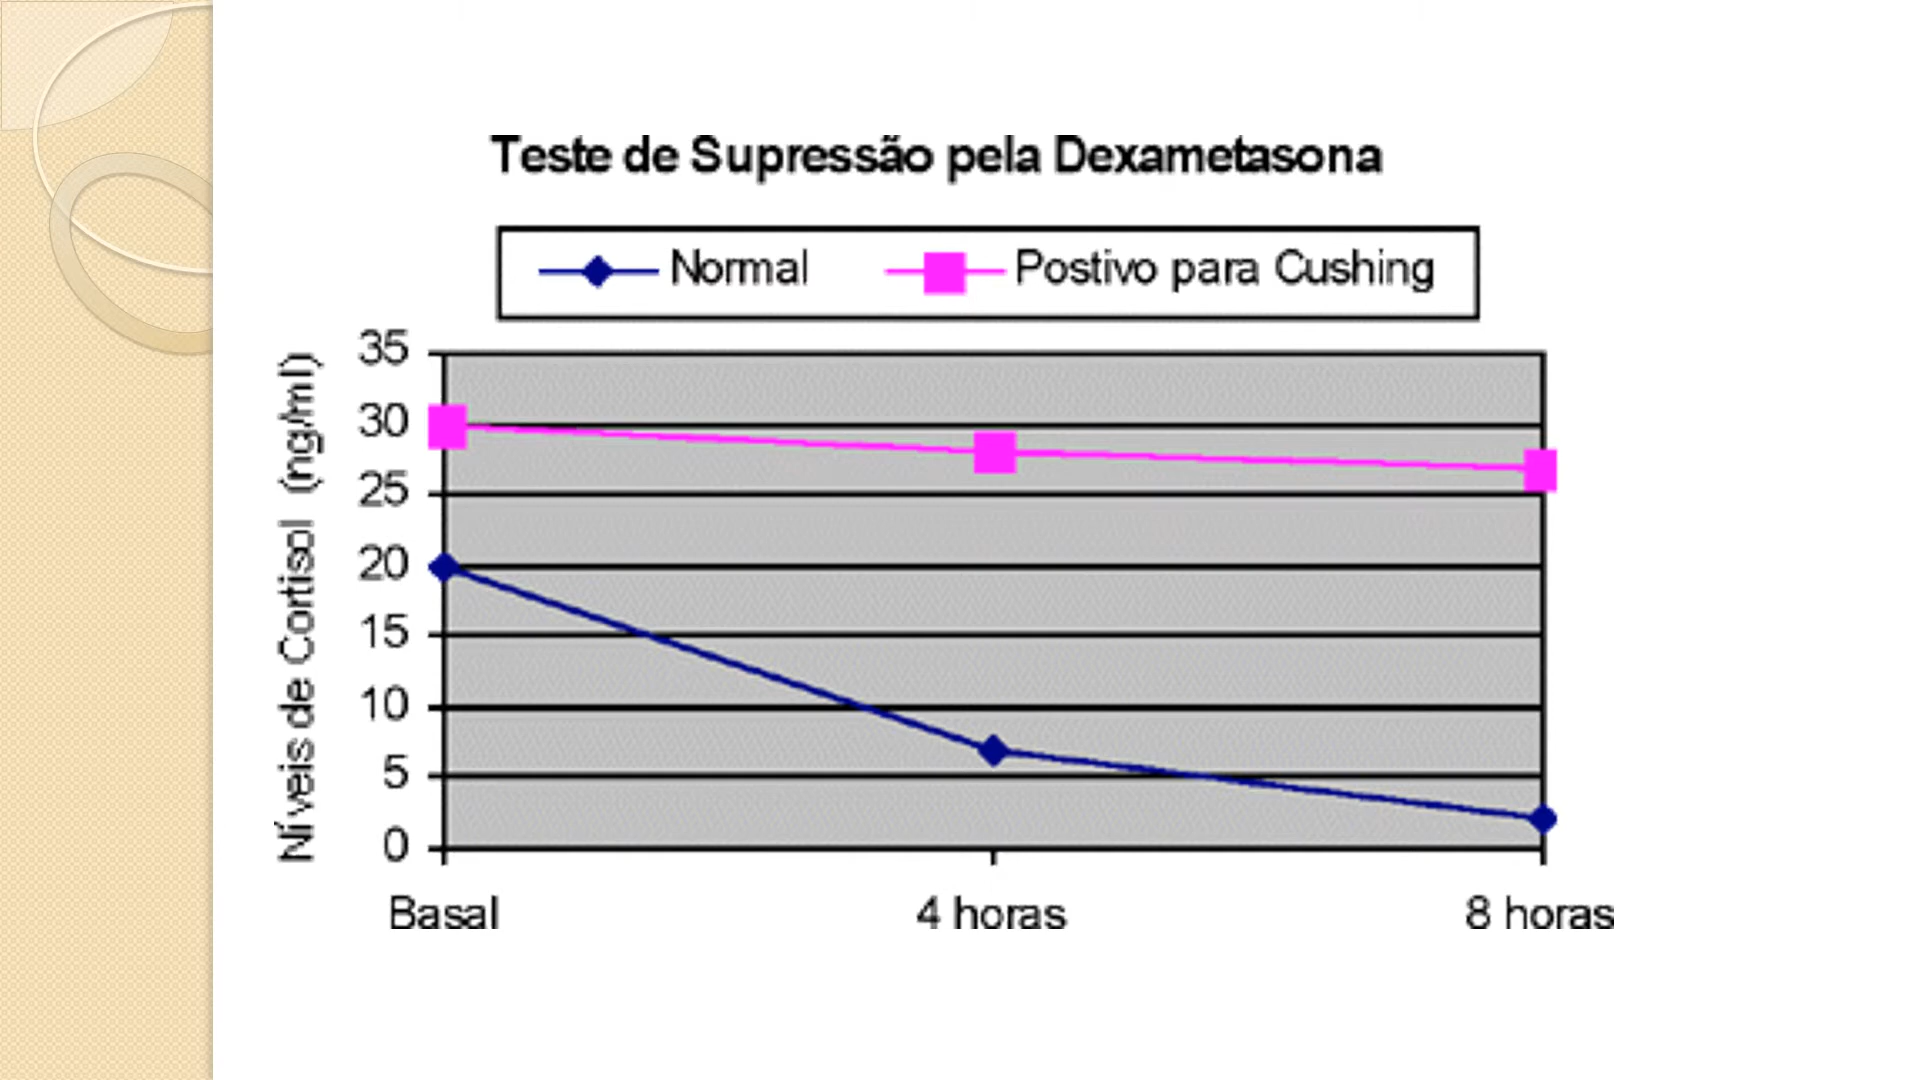 Teste de Supressão pela Dexametasona
Normal
Postivo para Cushing
Níveis de Cortisol (ng/ml)
35
30
25
20
15
10
5
0
Basal
4 horas
8 horas